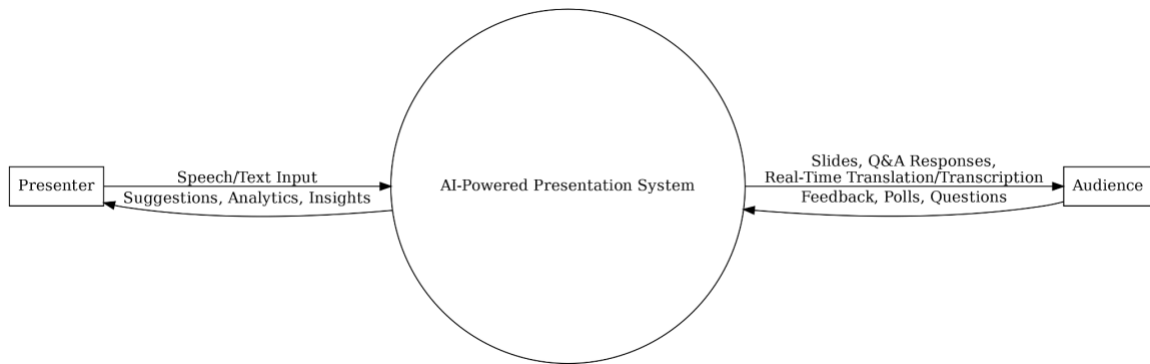 Presenter
Speech/Text Input
Suggestions, Analytics, Insights
AI-Powered Presentation System
Slides, Q&A Responses,
Real-Time Translation/Transcription
Feedback, Polls, Questions
Audience